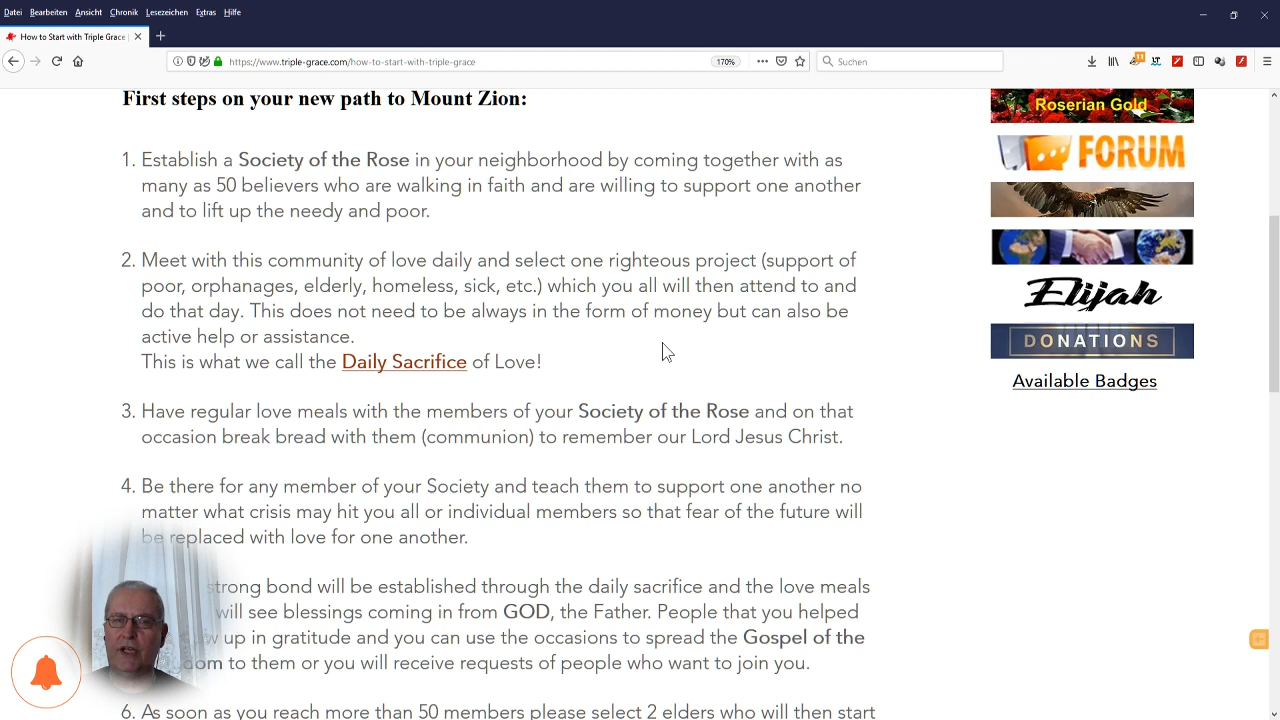 Datei Bearbeiten Ansicht Chronik Lesezeichen Extras Hilfe
How to Start with Triple Grace
https://www.triple-grace.com/how-to-start-with-triple-grace
170%
Suchen
11
First steps on your new path to Mount Zion:
1. Establish a Society of the Rose in your neighborhood by coming together with as
many as 50 believers who are walking in faith and are willing to support one another
and to lift up the needy and poor.
2. Meet with this community of love daily and select one righteous project (support of
poor, orphanages, elderly, homeless, sick, etc.) which you all will then attend to and
do that day. This does not need to be always in the form of money but can also be
active help or assistance.
This is what we call the Daily Sacrifice of Love!
3. Have regular love meals with the members of your Society of the Rose and on that
occasion break bread with them (communion) to remember our Lord Jesus Christ.
4. Be there for any member of your Society and teach them to support one another no
matter what crisis may hit you all or individual members so that fear of the future will
be replaced with love for one another.
strong bond will be established through the daily sacrifice and the love meals
will see blessings coming in from GOD, the Father. People that you helped
up in gratitude and you can use the occasions to spread the Gospel of the
to them or you will receive requests of people who want to join you.
6. As soon as you reach more than 50 members please select 2 elders who will then start
Roserian Gold
FORUM
Elijah
DONATIONS
Available Badges